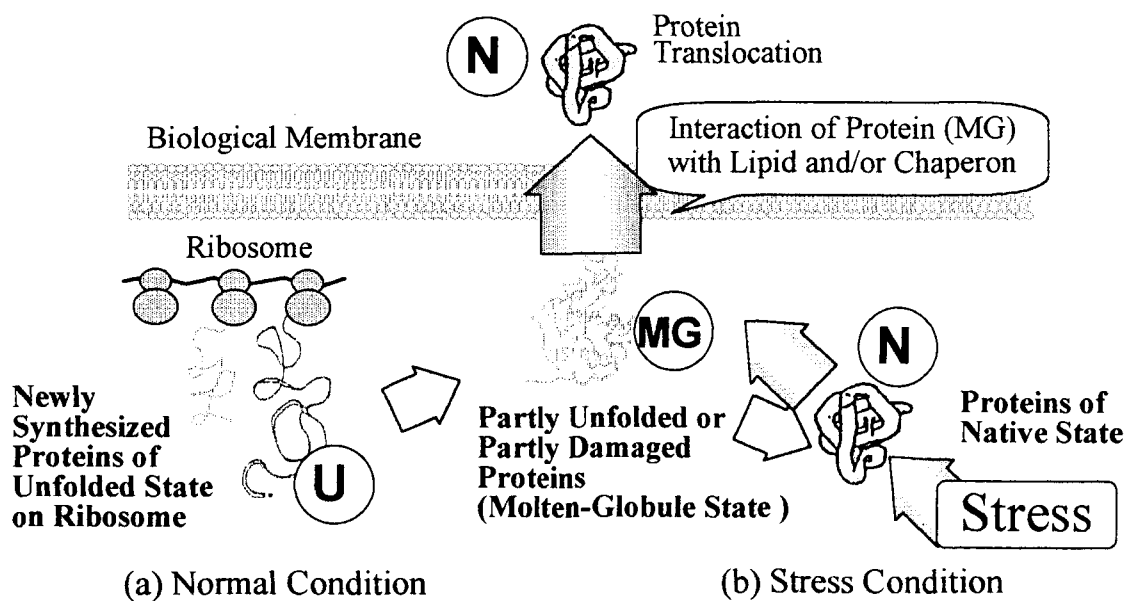 N
Protein
Translocation
Biological Membrane
Interaction of Protein (MG)
with Lipid and/or Chaperon
Ribosome
MG
N
Newly
Synthesized
Proteins of
Unfolded State
on Ribosome
U
Partly Unfolded or
Partly Damaged
Proteins
(Molten-Globule State )
Proteins of
Native State
Stress
(a) Normal Condition
(b) Stress Condition